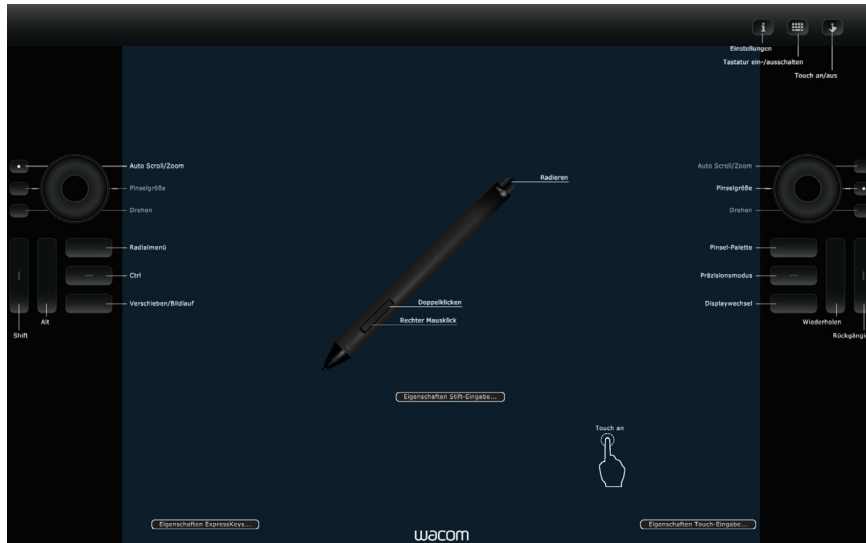 Einstellungen
Tastatur ein-/ausschalten
Touch an/aus
Auto Scroll/Zoom
Pinselgröße
Drehen
Radialmenü
Ctrl
Verschieben/Bildlauf
Alt
Shift
Radieren
Doppelklicken
Rechter Mausklick
Auto Scroll/Zoom
Pinselgröße
Drehen
Pinsel-Palette
Präzisionsmodus
Displaywechsel
Wiederholen
Rückgängi
Eigenschaften Stift-Eingabe...
Touch an
Eigenschaften ExpressKeys...
Eigenschaften Touch-Eingabe...
wacom